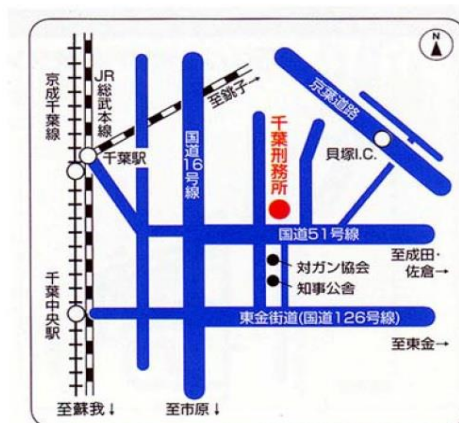 N
京成千葉線
JR総武本線
至銚子→
京葉道路
千葉駅
国道16号線
千葉刑務所
貝塚I.C.
国道51号線
至成田・
佐倉→
対ガン協会
知事公舎
千葉中央駅
東金街道(国道126号線)
至東金→
至蘇我↓
至市原↓